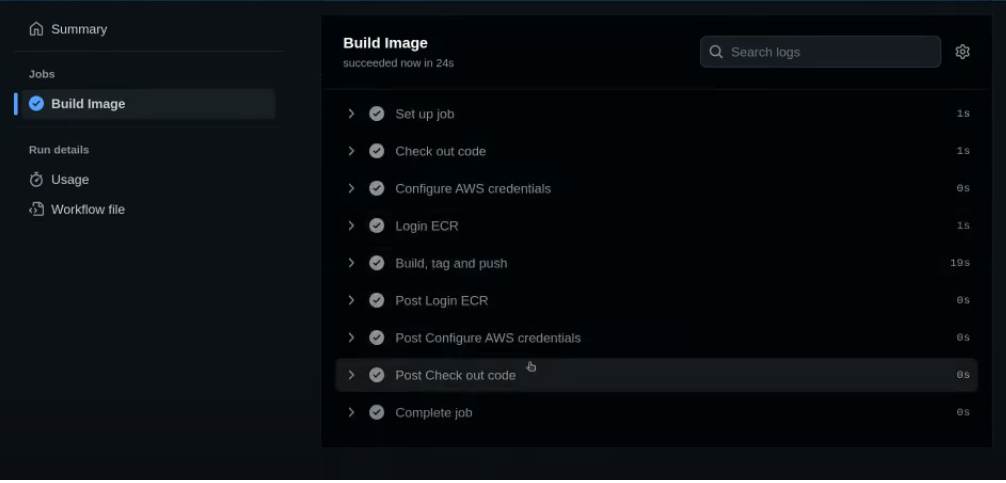 Summary
Jobs
Build Image
Run details
Usage
Workflow file
Build Image
succeeded now in 24s
Search logs
Set up job 1s
Check out code 1s
Configure AWS credentials 0s
Login ECR 1s
Build, tag and push 19s
Post Login ECR 0s
Post Configure AWS credentials 0s
Post Check out code 0s
Complete job 0s